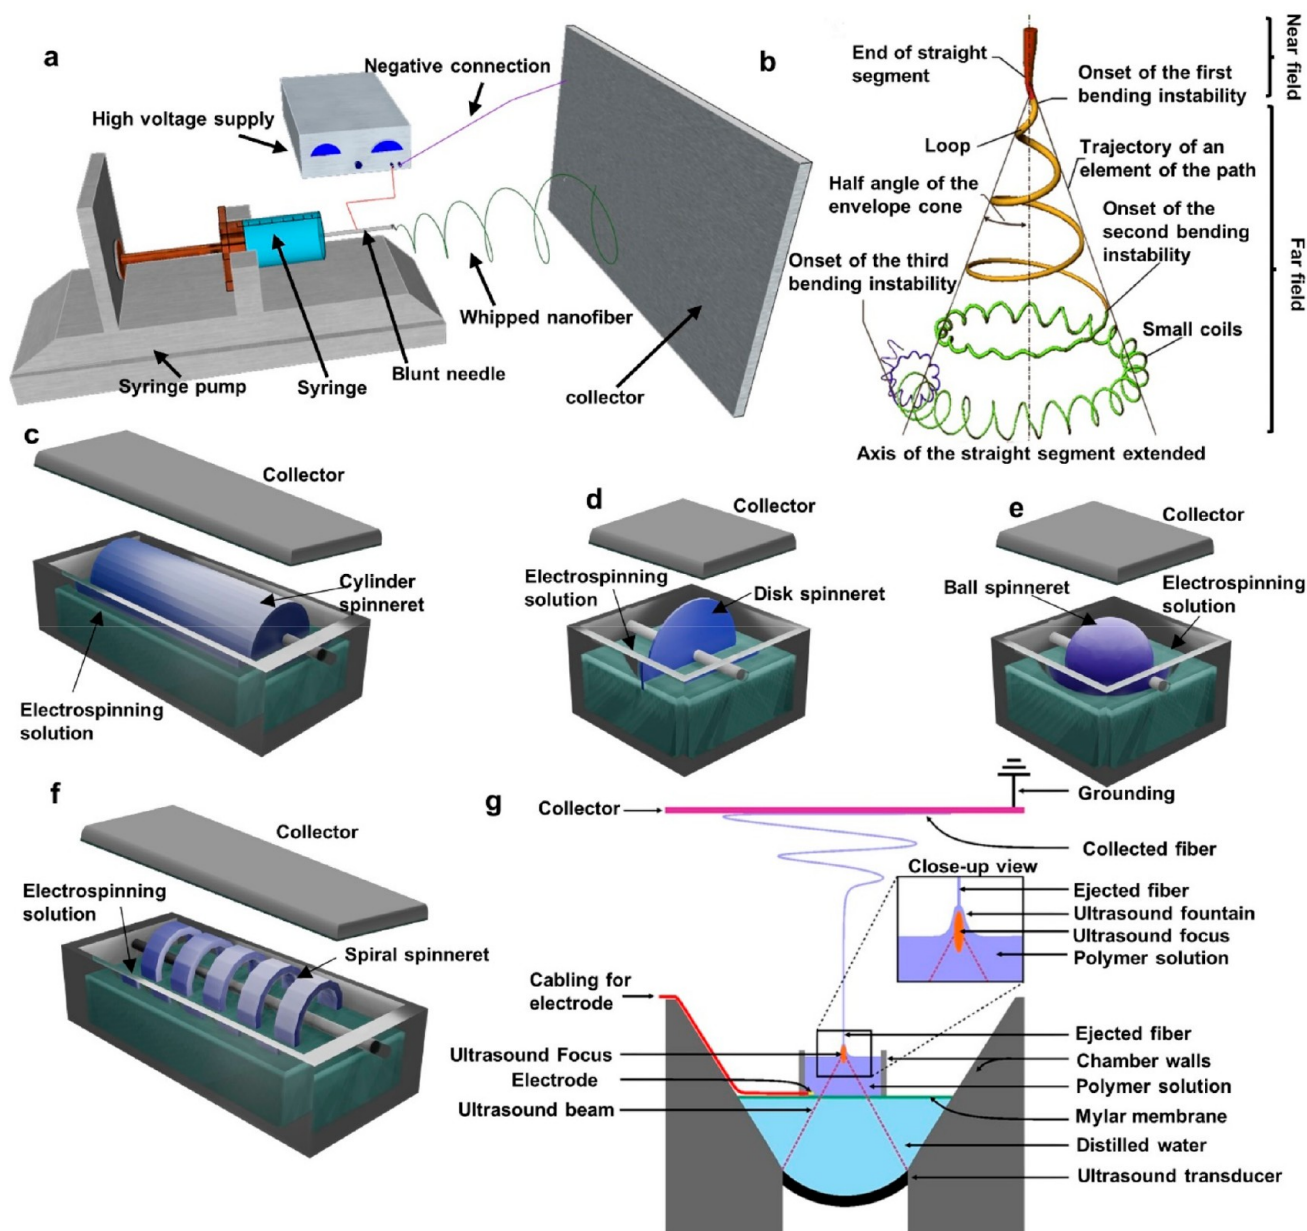 a
Negative connection
High voltage supply
Whipped nanofiber
Syringe pump
Syringe
Blunt needle
collector
b
Near field
End of straight
segment
Onset of the first
bending instability
Loop
Trajectory of an
element of the path
Half angle of the
envelope cone
Onset of the
second bending
instability
Onset of the third
bending instability
Small coils
Far field
Axis of the straight segment extended
c
Collector
Cylinder
spinneret
Electrospinning
solution
d
Collector
Electrospinning
solution
Disk spinneret
e
Collector
Ball spinneret
Electrospinning
solution
f
Collector
Electrospinning
solution
Spiral spinneret
g
Collector
Grounding
Collected fiber
Close-up view
Ejected fiber
Ultrasound fountain
Ultrasound focus
Polymer solution
Cabling for
electrode
Ultrasound Focus
Electrode
Ultrasound beam
Ejected fiber
Chamber walls
Polymer solution
Mylar membrane
Distilled water
Ultrasound transducer